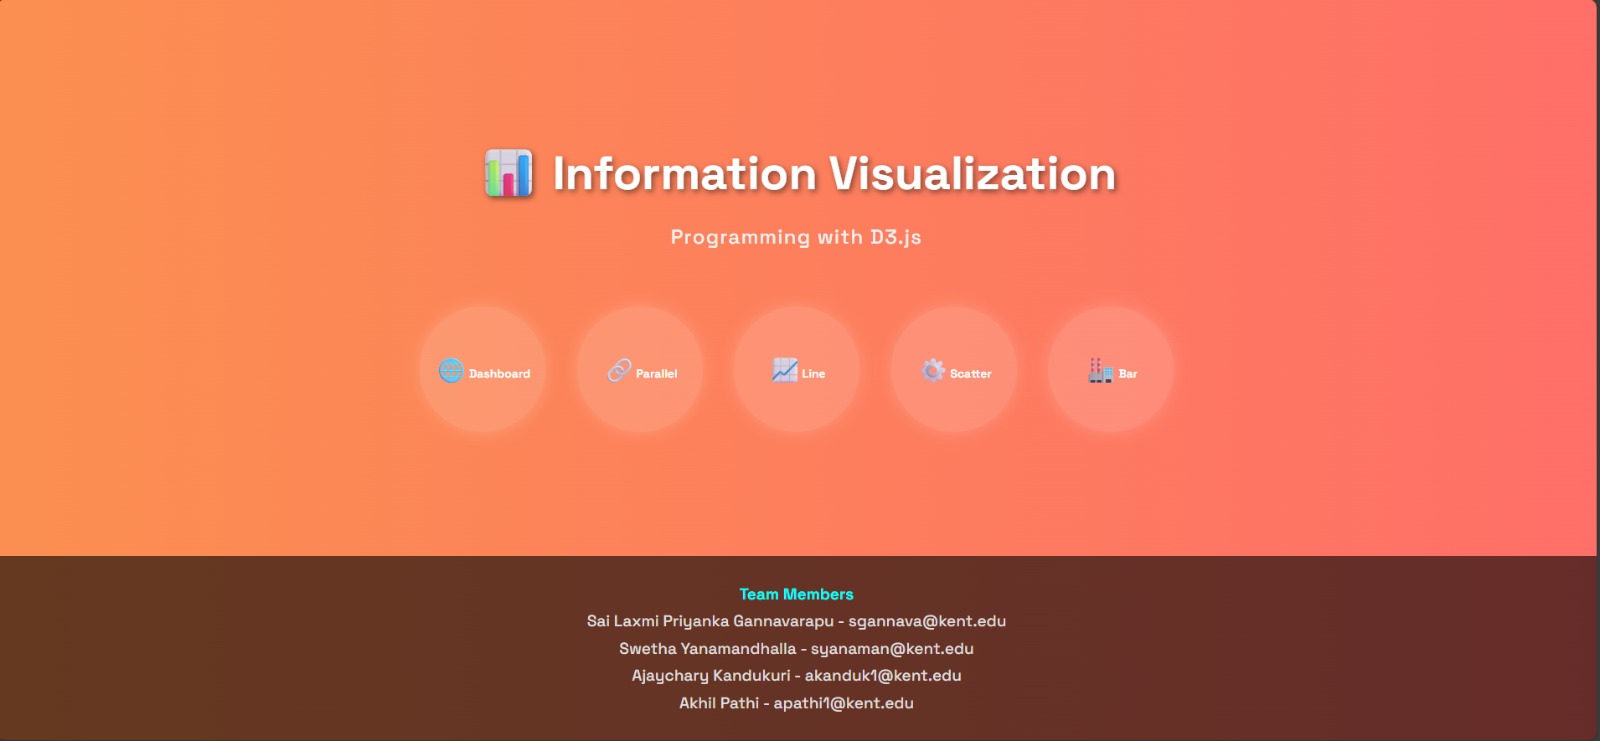 Information Visualization
Programming with D3.js
Dashboard
Parallel
Line
Scatter
Bar
Team Members
Sai Laxmi Priyanka Gannavarapu - sgannava@kent.edu
Swetha Yanamandhalla - syanaman@kent.edu
Ajaychary Kandukuri - akanduk1@kent.edu
Akhil Pathi - apathi1@kent.edu